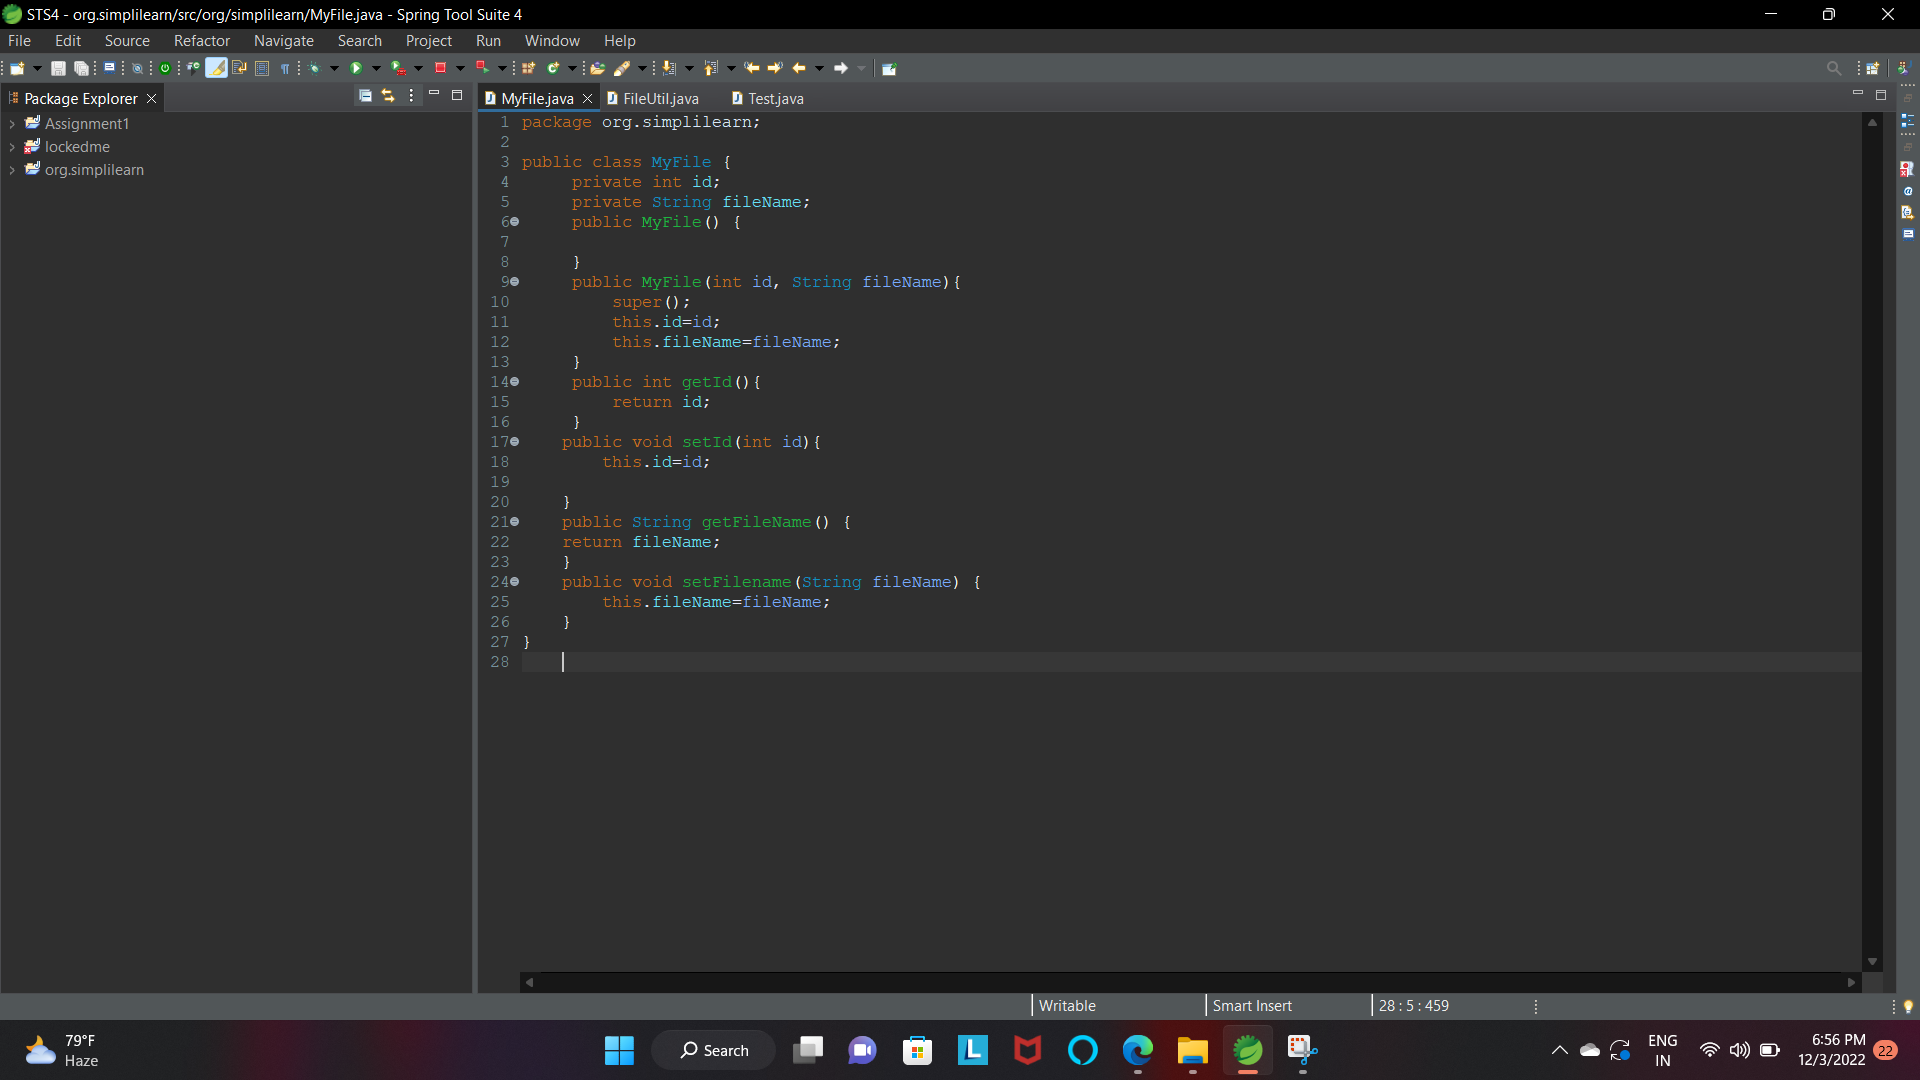 STS4 - org.simplilearn/src/org/simplilearn/MyFile.java - Spring Tool Suite 4
File Edit Source Refactor Navigate Search Project Run Window Help
Package Explorer
Assignment1
lockedme
org.simplilearn
MyFile.java FileUtil.java Test.java
1 package org.simplilearn;
2
3 public class MyFile {
4 private int id;
5 private String fileName;
6 public MyFile() {
7
8 }
9 public MyFile(int id, String fileName){
10 super();
11 this.id=id;
12 this.fileName=fileName;
13 }
14 public int getId(){
15 return id;
16 }
17 public void setId(int id){
18 this.id=id;
19
20 }
21 public String getFileName() {
22 return fileName;
23 }
24 public void setFilename(String fileName) {
25 this.fileName=fileName;
26 }
27 }
28
Writable Smart Insert 28 : 5 : 459
79°F
Haze
Search
L
ENG
IN
6:56 PM
12/3/2022
22